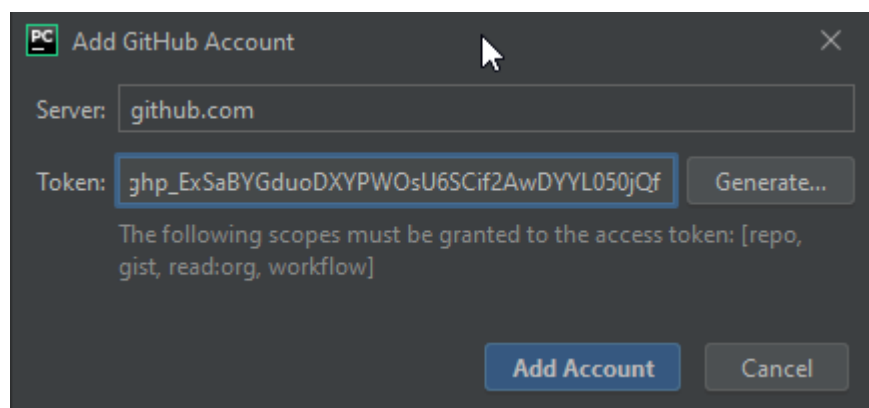 PC Add GitHub Account
Server: github.com
Token: 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 Generate...
The following scopes must be granted to the access token: [repo,
gist, read:org, workflow]
Add Account Cancel